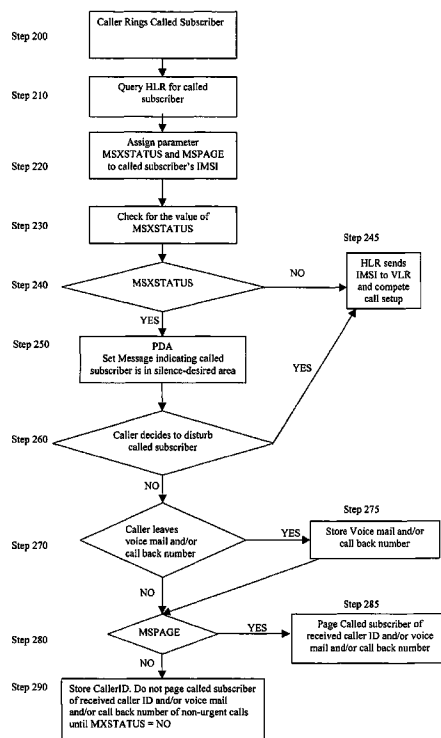 Step 200
Caller Rings Called Subscriber
Step 210
Query HLR for called
subscriber
Step 220
Assign parameter
MSXSTATUS and MSPAGE
to called subscriber's IMSI
Step 230
Check for the value of
MSXSTATUS
Step 240
MSXSTATUS
NO
Step 245
HLR sends
IMSI to VLR
and compete
call setup
YES
Step 250
PDA
Set Message indicating called
subscriber is in silence-desired area
YES
Step 260
Caller decides to disturb
called subscriber
NO
Step 270
Caller leaves
voice mail and/or
call back number
YES
Step 275
Store Voice mail and/or
call back number
NO
Step 280
MSPAGE
YES
Step 285
Page Called subscriber of
received caller ID and/or voice
mail and/or call back number
NO
Step 290
Store CallerID. Do not page called subscriber
of received caller ID and/or voice mail
and/or call back number of non-urgent calls
until MXSTATUS = NO